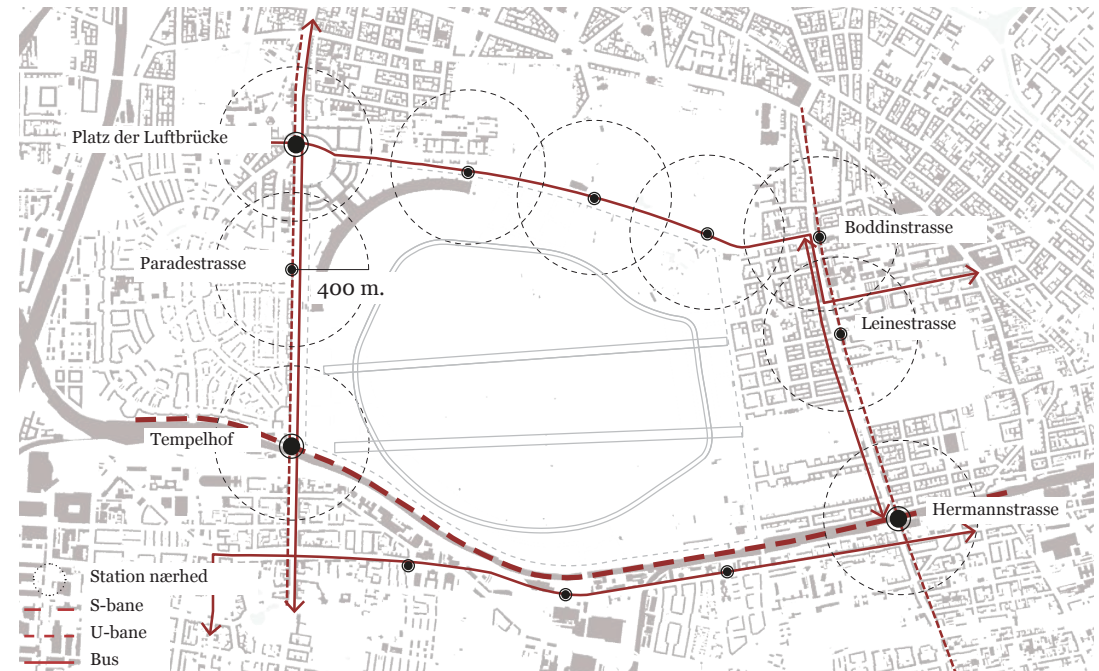 Platz der Luftbrücke
Boddinstrasse
Paradestrasse
400 m.
Leinestrasse
Tempelhof
Hermannstrasse
Station nærhed
S-bane
U-bane
Bus